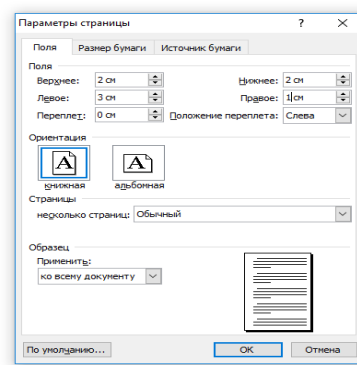 Параметры страницы ? ×
Поля Размер бумаги Источник бумаги
Поля
Верхнее: 2 см Нижнее: 2 см
Левое: 3 см Правое: 1 см
Переплет: 0 см Положение переплета: Слева
Ориентация
A A
книжная альбомная
Страницы
несколько страниц: Обычный
Образец
Применить:
ко всему документу
По умолчанию... ОК Отмена